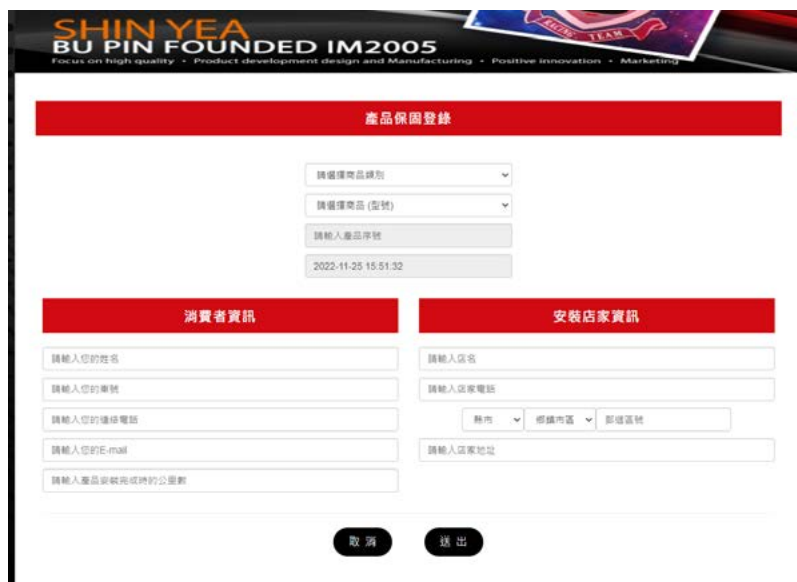 SHIN YEA
BU PIN FOUNDED IM2005
Focus on high quality • Product development design and Manufacturing • Positive innovation • Marketing
RACING TEAM
產品保固登錄
請選擇商品類別
請選擇商品 (型號)
請輸入產品序號
2022-11-25 15:51:32
消費者資訊
請輸入您的姓名
請輸入您的車號
請輸入您的連絡電話
請輸入您的E-mail
請輸入產品安裝完成時的公里數
安裝店家資訊
請輸入店名
請輸入店家電話
縣市 鄉鎮市區 郵遞區號
請輸入店家地址
取 消 送 出